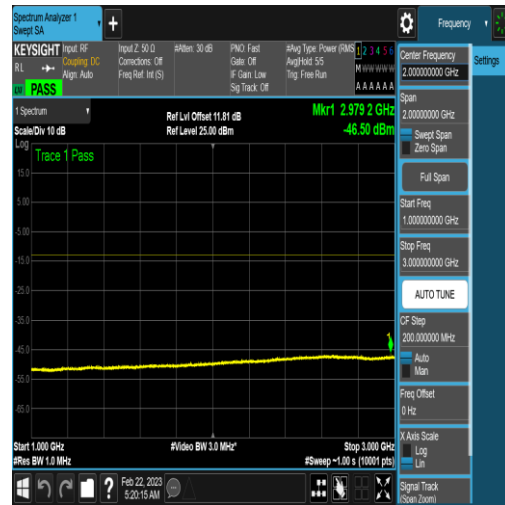 Spectrum Analyzer 1
Swept SA
Frequency
KEYSIGHT
RL
Input: RF
Coupling: DC
Align: Auto
Input Z: 50 Ω
Corrections: Off
Freq Ref: Int (S)
#Atten: 30 dB
PNO: Fast
Gate: Off
IF Gain: Low
Sig Track: Off
#Avg Type: Power (RMS
Avg|Hold: 5/5
Trig: Free Run
1 2 3 4 5 6
M W W W W W
A A A A A A
PASS
1 Spectrum
Scale/Div 10 dB
Ref Lvl Offset 11.81 dB
Ref Level 25.00 dBm
Mkr1 2.979 2 GHz
-46.50 dBm
Log
Trace 1 Pass
15.0
5.00
-5.00
-15.0
-25.0
-35.0
-45.0
-55.0
-65.0
1
Start 1.000 GHz
#Res BW 1.0 MHz
#Video BW 3.0 MHz*
Stop 3.000 GHz
#Sweep ~1.00 s (10001 pts)
?
Feb 22, 2023
5:20:15 AM
Center Frequency
2.000000000 GHz
Settings
Span
2.00000000 GHz
Swept Span
Zero Span
Full Span
Start Freq
1.000000000 GHz
Stop Freq
3.000000000 GHz
AUTO TUNE
CF Step
200.000000 MHz
Auto
Man
Freq Offset
0 Hz
X Axis Scale
Log
Lin
Signal Track
(Span Zoom)